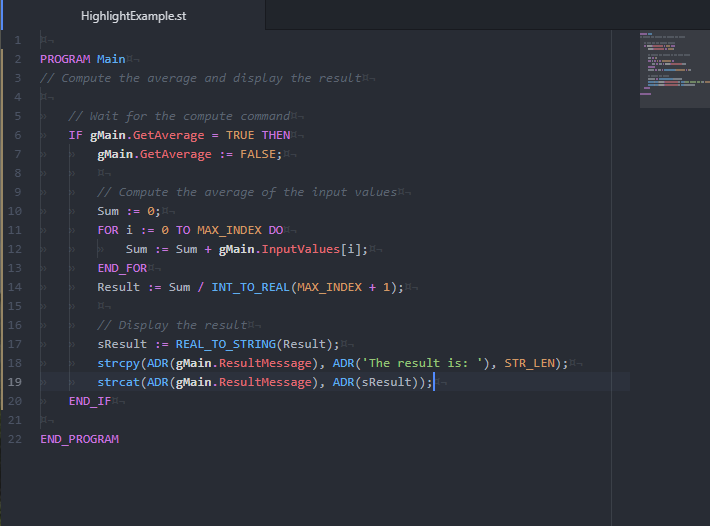 HighlightExample.st
1
2 PROGRAM Main
3 // Compute the average and display the result
4
5 // Wait for the compute command
6 IF gMain.GetAverage = TRUE THEN
7 gMain.GetAverage := FALSE;
8
9 // Compute the average of the input values
10 Sum := 0;
11 FOR i := 0 TO MAX_INDEX DO
12 Sum := Sum + gMain.InputValues[i];
13 END_FOR
14 Result := Sum / INT_TO_REAL(MAX_INDEX + 1);
15
16 // Display the result
17 sResult := REAL_TO_STRING(Result);
18 strcpy(ADR(gMain.ResultMessage), ADR('The result is: '), STR_LEN);
19 strcat(ADR(gMain.ResultMessage), ADR(sResult));
20 END_IF
21
22 END_PROGRAM